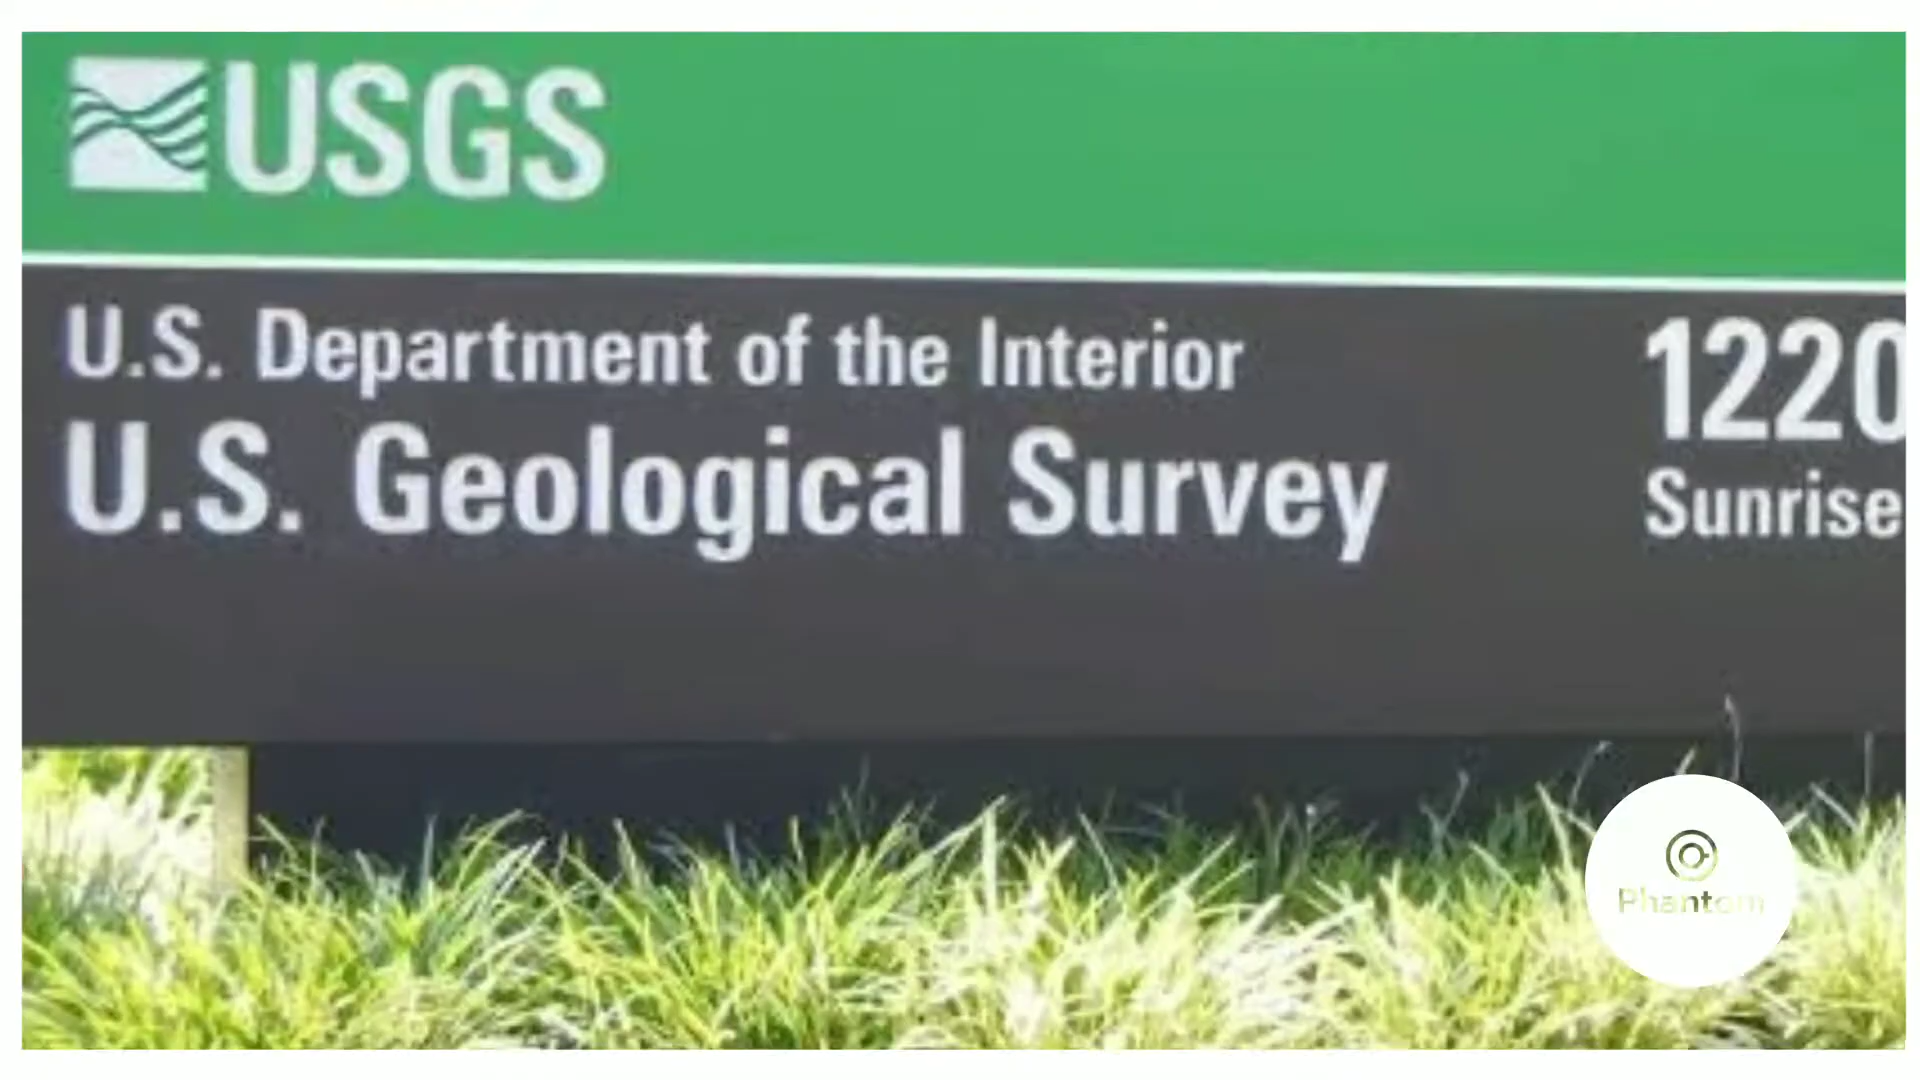 USGS
U.S. Department of the Interior
U.S. Geological Survey
1220
Sunrise
Phantom